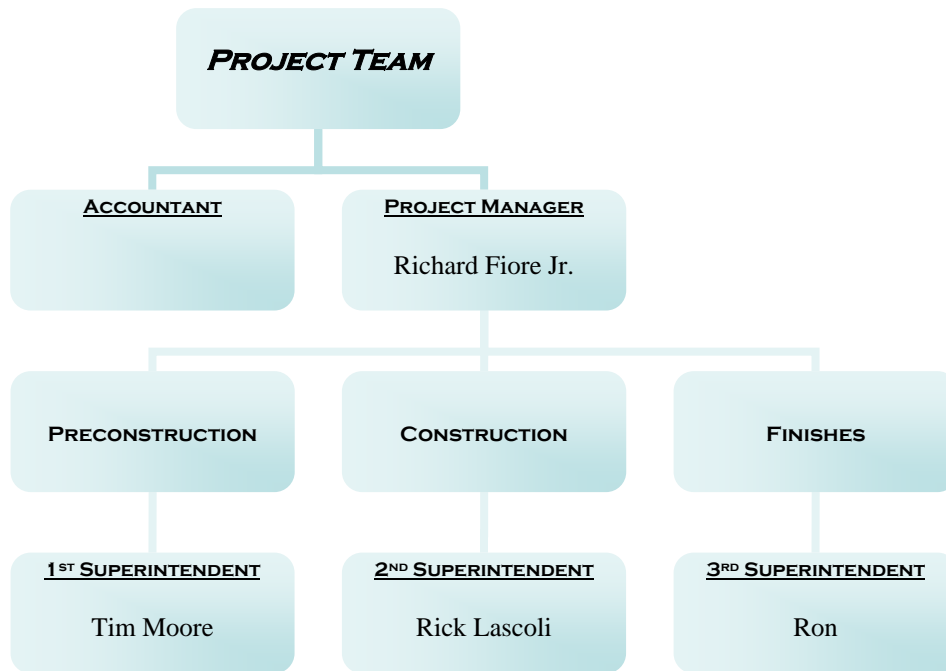 PROJECT TEAM
ACCOUNTANT
PROJECT MANAGER
Richard Fiore Jr.
PRECONSTRUCTION
CONSTRUCTION
FINISHES
1ST SUPERINTENDENT
Tim Moore
2ND SUPERINTENDENT
Rick Lascoli
3RD SUPERINTENDENT
Ron